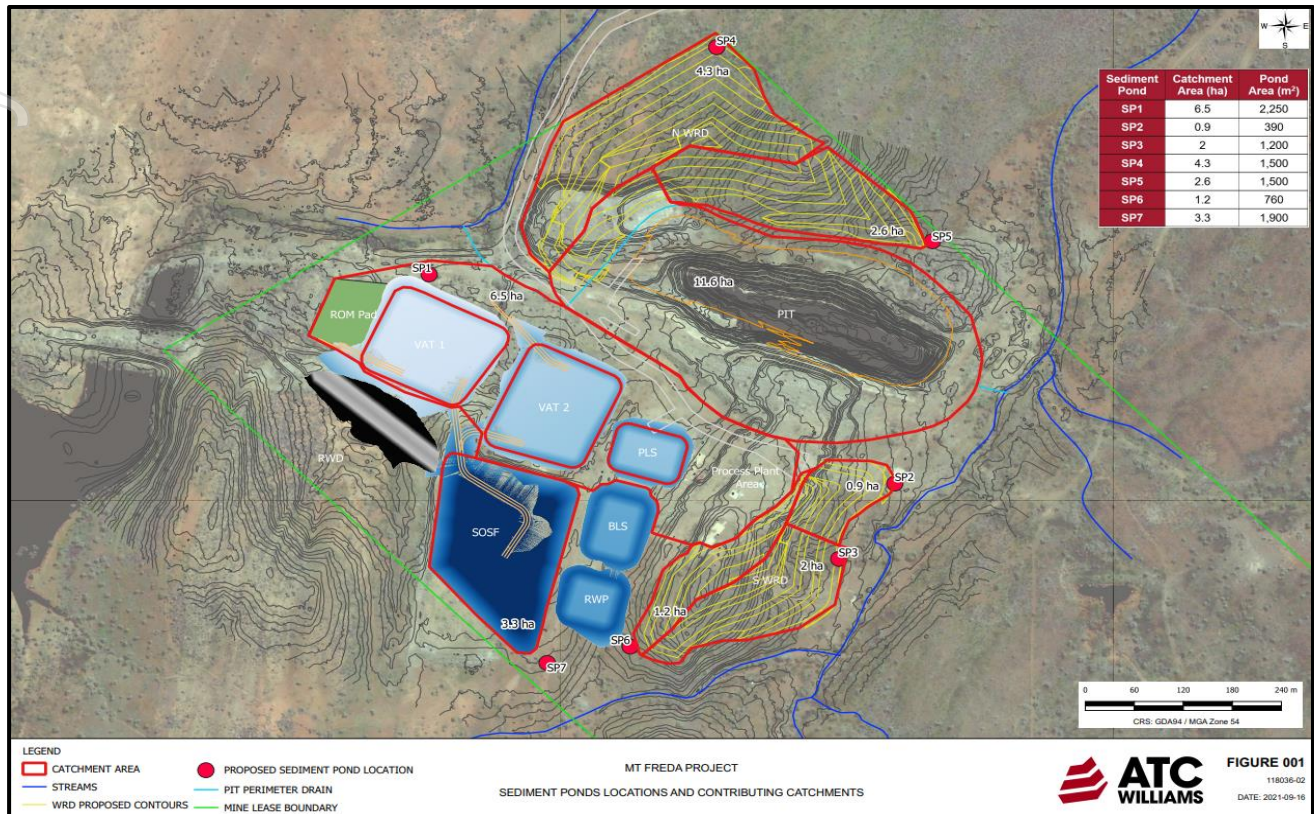 W E
S
SP4
4.3 ha
N WRD
Sediment Pond Catchment Area (ha) Pond Area (m²)
SP1 6.5 2,250
SP2 0.9 390
SP3 2 1,200
SP4 4.3 1,500
SP5 2.6 1,500
SP6 1.2 760
SP7 3.3 1,900
2.6 ha
SP5
SP1
6.5 ha
11.6 ha
ROM Pad
PIT
VAT 1
VAT 2
PLS
RWD
Process Plant
Area
0.9 ha
SP2
SOSF
BLS
SP3
2 ha
S WRD
RWP
1.2 ha
3.3 ha
SP6
SP7
0 60 120 180 240 m
CRS: GDA94 / MGA Zone 54
LEGEND
CATCHMENT AREA
STREAMS
WRD PROPOSED CONTOURS
PROPOSED SEDIMENT POND LOCATION
PIT PERIMETER DRAIN
MINE LEASE BOUNDARY
MT FREDA PROJECT
SEDIMENT PONDS LOCATIONS AND CONTRIBUTING CATCHMENTS
ATC
WILLIAMS
FIGURE 001
118036-02
DATE: 2021-09-16